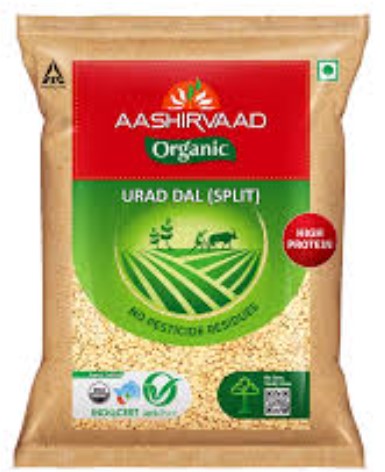 AASHIRVAAD
Organic
URAD DAL (SPLIT)
HIGH
PROTEIN
NO PESTICIDE RESIDUES
INDOCERT